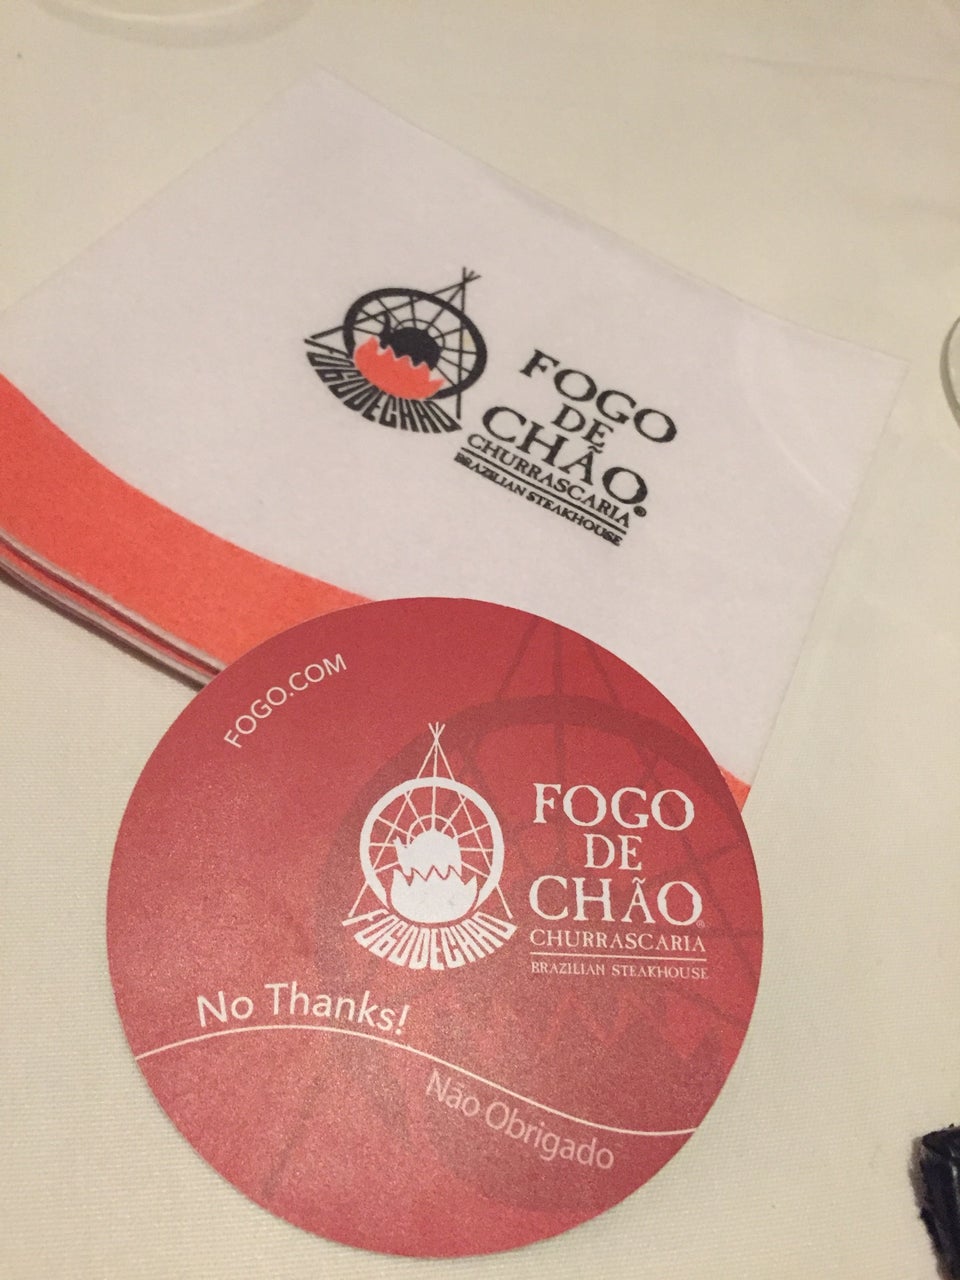 FOGODECHÃO
FOGO
DE
CHÃO®
CHURRASCARIA
BRAZILIAN STEAKHOUSE
FOGO.COM
FOGODECHÃO
FOGO
DE
CHÃO®
CHURRASCARIA
BRAZILIAN STEAKHOUSE
No Thanks!
Não Obrigado